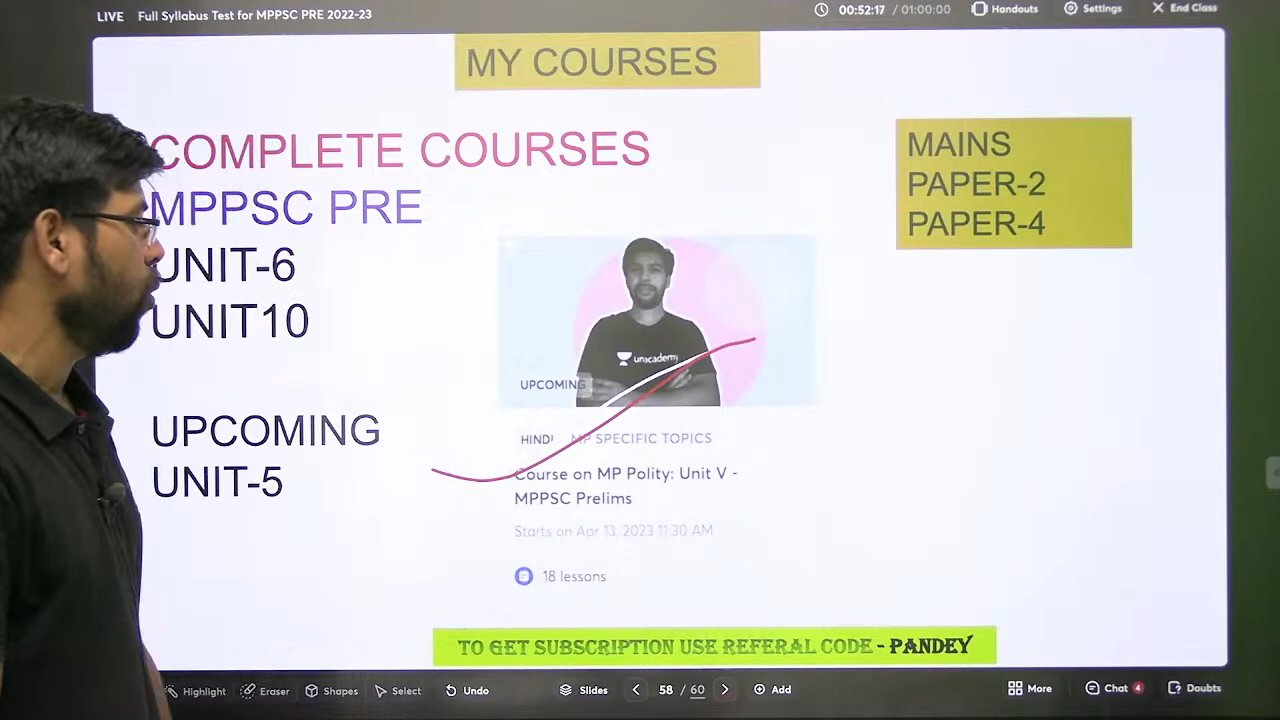 LIVE Full Syllabus Test for MPPSC PRE 2022-23
00:52:17 / 01:00:00 Handouts Settings End Class
MY COURSES
COMPLETE COURSES
MPPSC PRE
UNIT-6
UNIT10
UPCOMING
UNIT-5
MAINS
PAPER-2
PAPER-4
unacademy
UPCOMING
HINDI MP SPECIFIC TOPICS
Course on MP Polity: Unit V -
MPPSC Prelims
Starts on Apr 13, 2023 11:30 AM
18 lessons
TO GET SUBSCRIPTION USE REFERAL CODE - PANDEY
Highlight Eraser Shapes Select Undo Slides 58 / 60 Add More Chat 4 Doubts